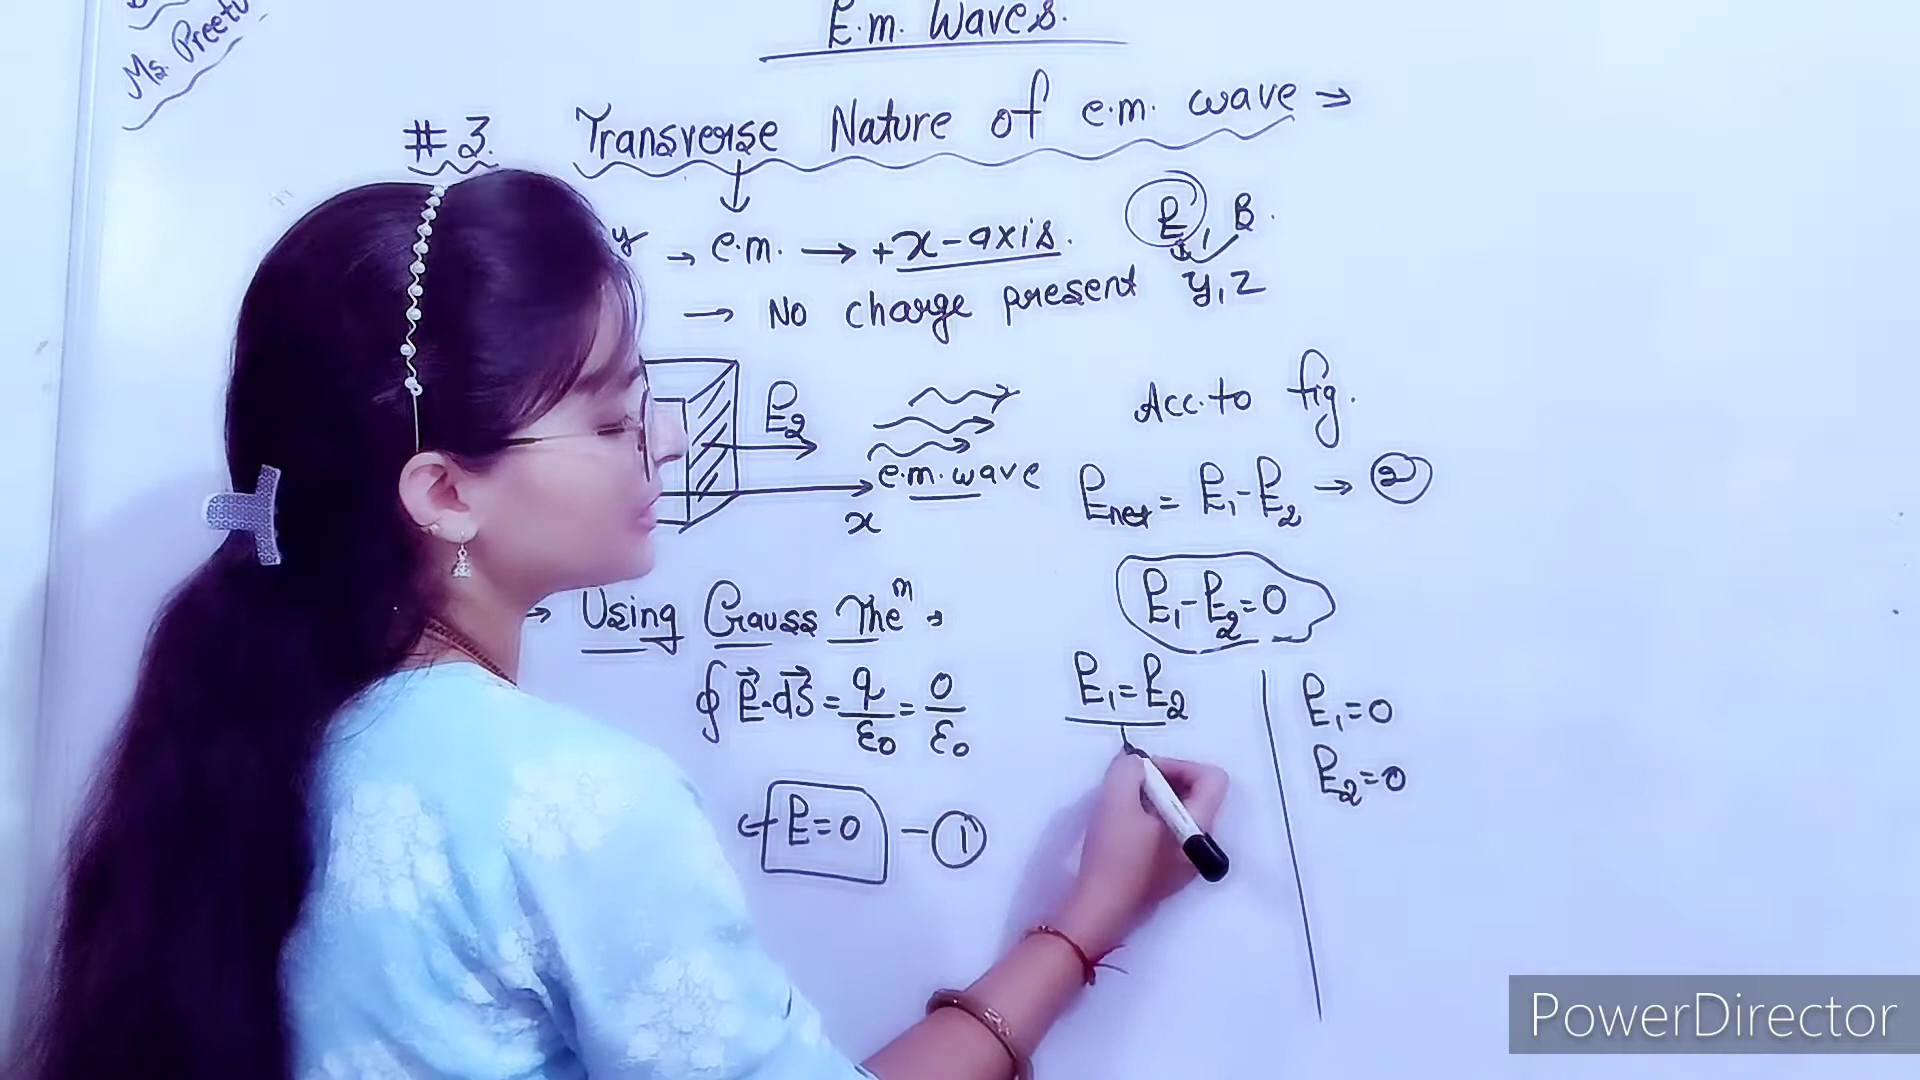 Ms. Preetu
E.m. Waves.
#3. Transverse Nature of e.m. wave →
y → e.m. → +x-axis. E, B.
→ No charge present y, z
E₂
Acc. to fig.
e.m. wave
x
Enet = E₁-E₂ → ②
E₁-E₂=0
→ Using Gauss The^m →
∮E⃗·dS⃗ = q/ε₀ = 0/ε₀
E₁=E₂
E₁=0
E₂=0
E=0 - ①
PowerDirector